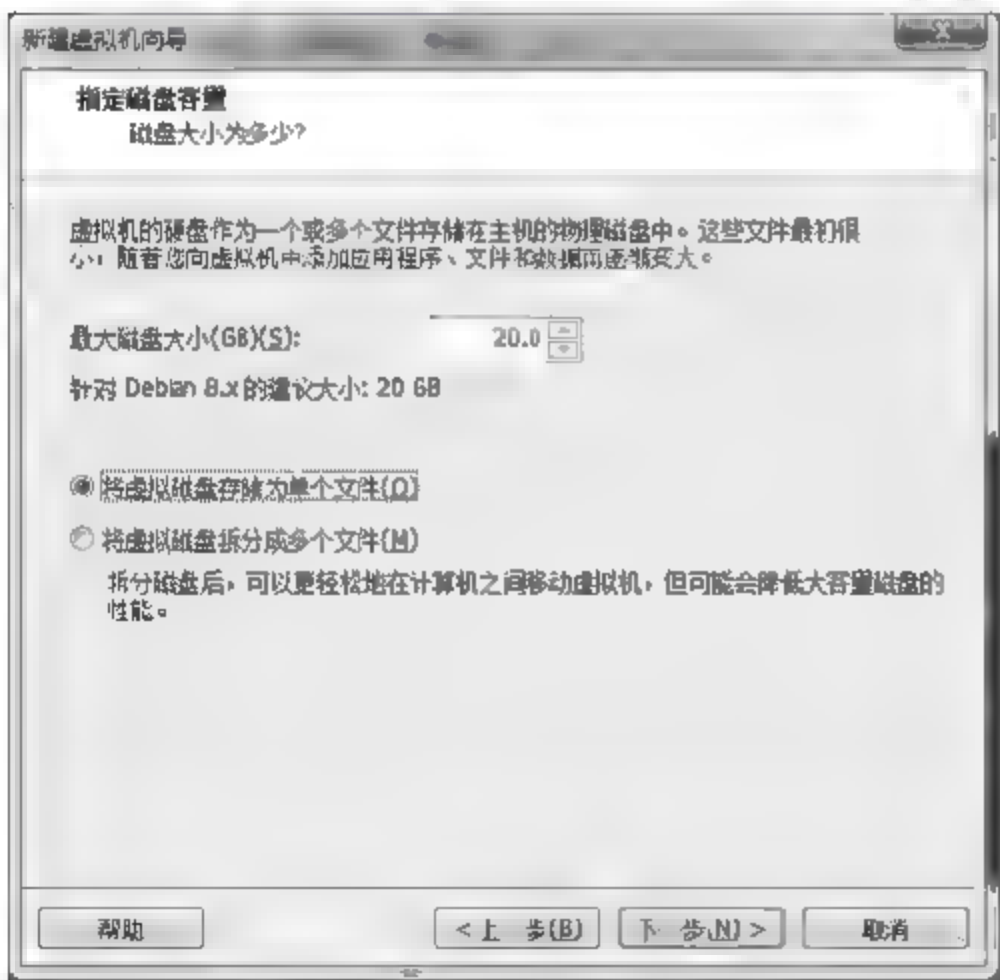 新建虚拟机向导
指定磁盘容量
磁盘大小为多少?
虚拟机的硬盘作为一个或多个文件存储在主机的物理磁盘中。这些文件最初很
小，随着您向虚拟机中添加应用程序、文件和数据而逐渐变大。
最大磁盘大小(GB)(S): 20.0
针对 Debian 8.x 的建议大小: 20 GB
将虚拟磁盘存储为单个文件(O)
将虚拟磁盘拆分成多个文件(M)
拆分磁盘后，可以更轻松地在计算机之间移动虚拟机，但可能会降低大容量磁盘的
性能。
帮助 < 上一步(B) 下一步(N) > 取消